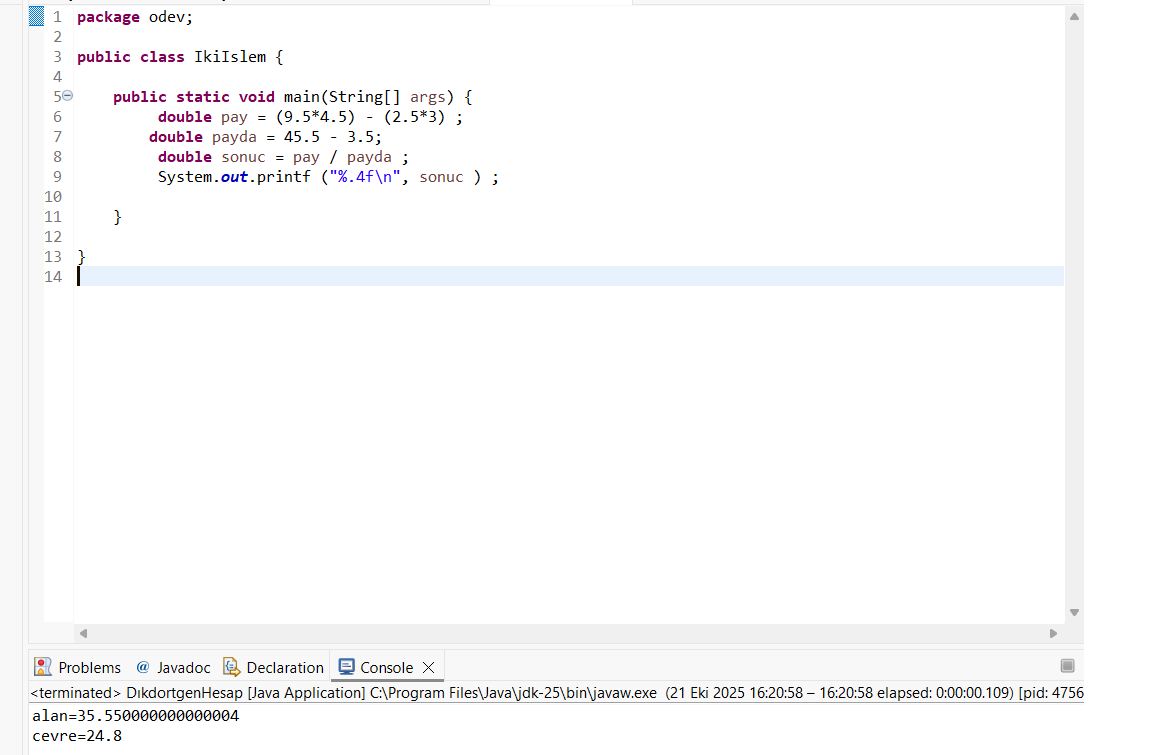 1 package odev;
2
3 public class IkiIslem {
4
5 public static void main(String[] args) {
6 double pay = (9.5*4.5) - (2.5*3) ;
7 double payda = 45.5 - 3.5;
8 double sonuc = pay / payda ;
9 System.out.printf ("%.4f\n", sonuc ) ;
10
11 }
12
13 }
14
Problems @ Javadoc Declaration Console
<terminated> DıkdortgenHesap [Java Application] C:\Program Files\Java\jdk-25\bin\javaw.exe (21 Eki 2025 16:20:58 – 16:20:58 elapsed: 0:00:00.109) [pid: 4756
alan=35.550000000000004
cevre=24.8